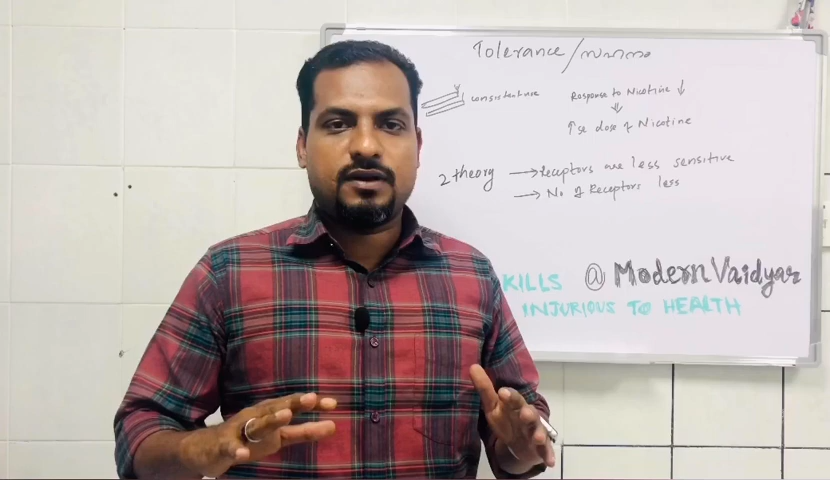 Tolerance/സഹനം
consistent use
Response to Nicotine ↓
⇓
↑se dose of Nicotine
2 theory → Receptors are less sensitive
→ No of Receptors less
KILLS @ModernVaidyar
INJURIOUS TO HEALTH